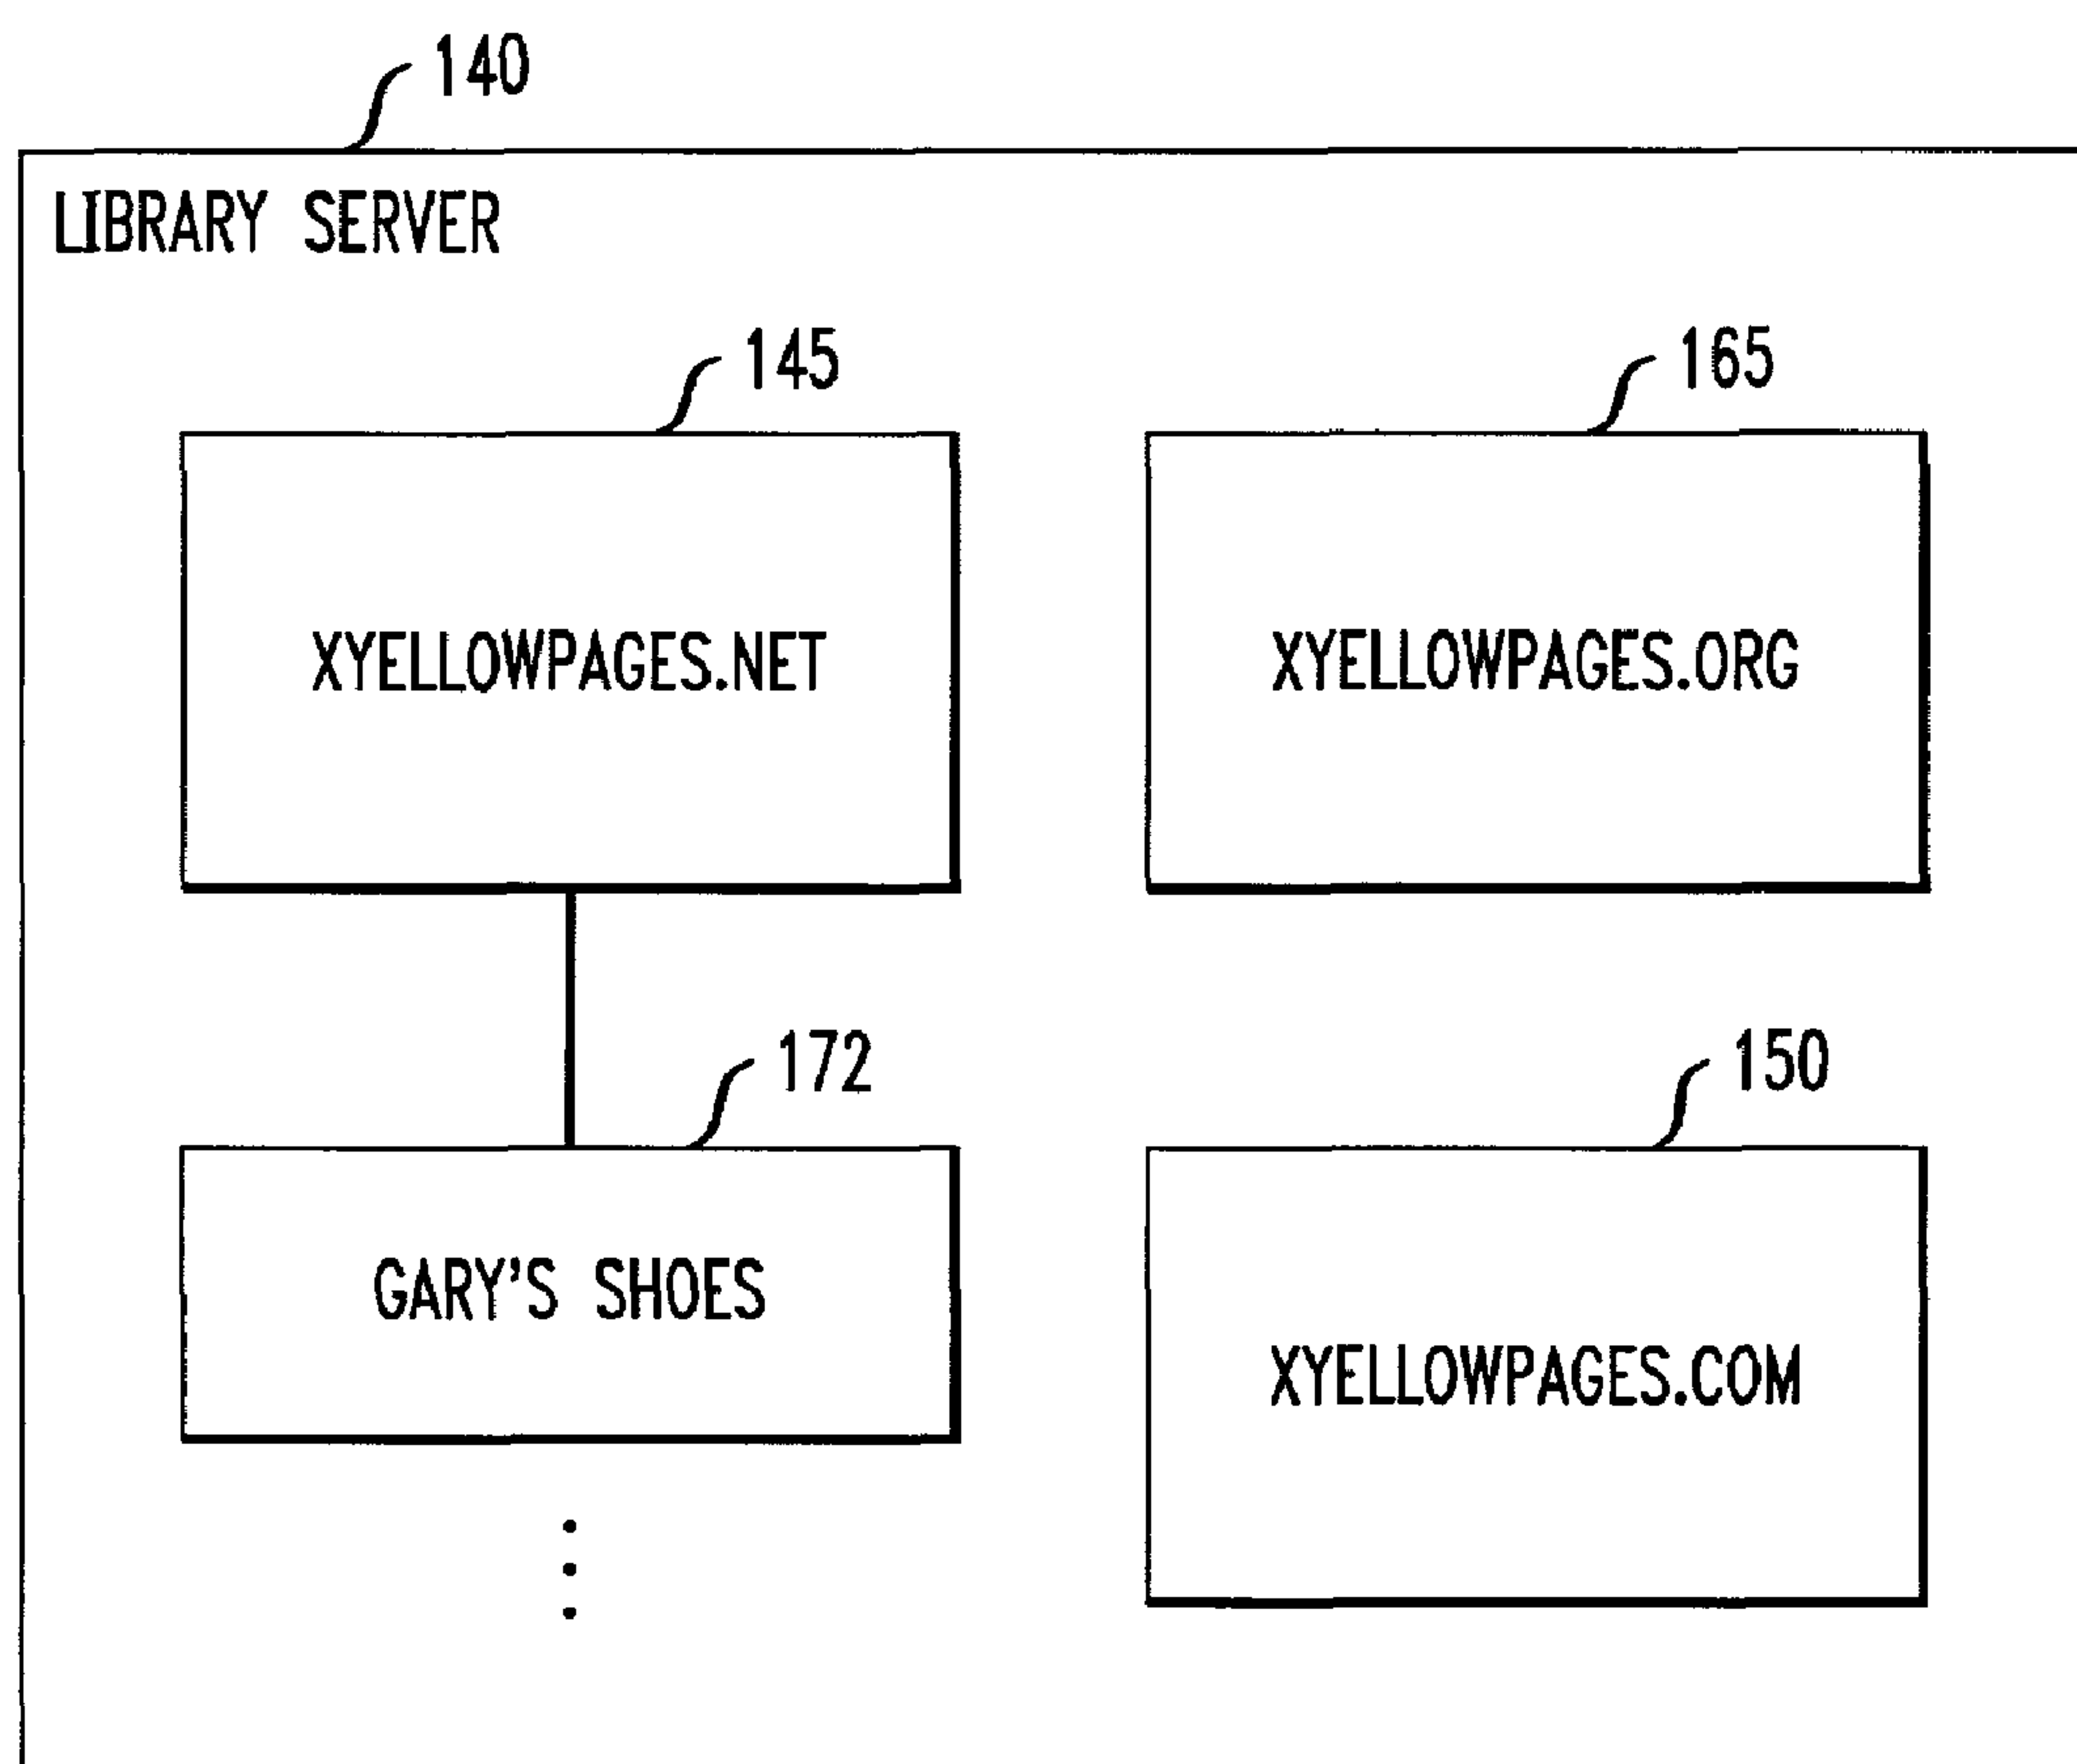 140
LIBRARY SERVER
145
165
XYELLOWPAGES.NET
XYELLOWPAGES.ORG
172
150
GARY'S SHOES
XYELLOWPAGES.COM